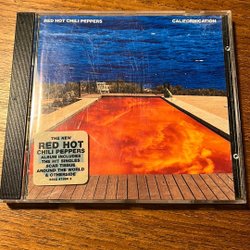 RED HOT CHILI PEPPERS
CALIFORNICATION
THE NEW
RED HOT
CHILI PEPPERS
ALBUM INCLUDES
THE HIT SINGLES
SCAR TISSUE
AROUND THE WORLD
& OTHERSIDE